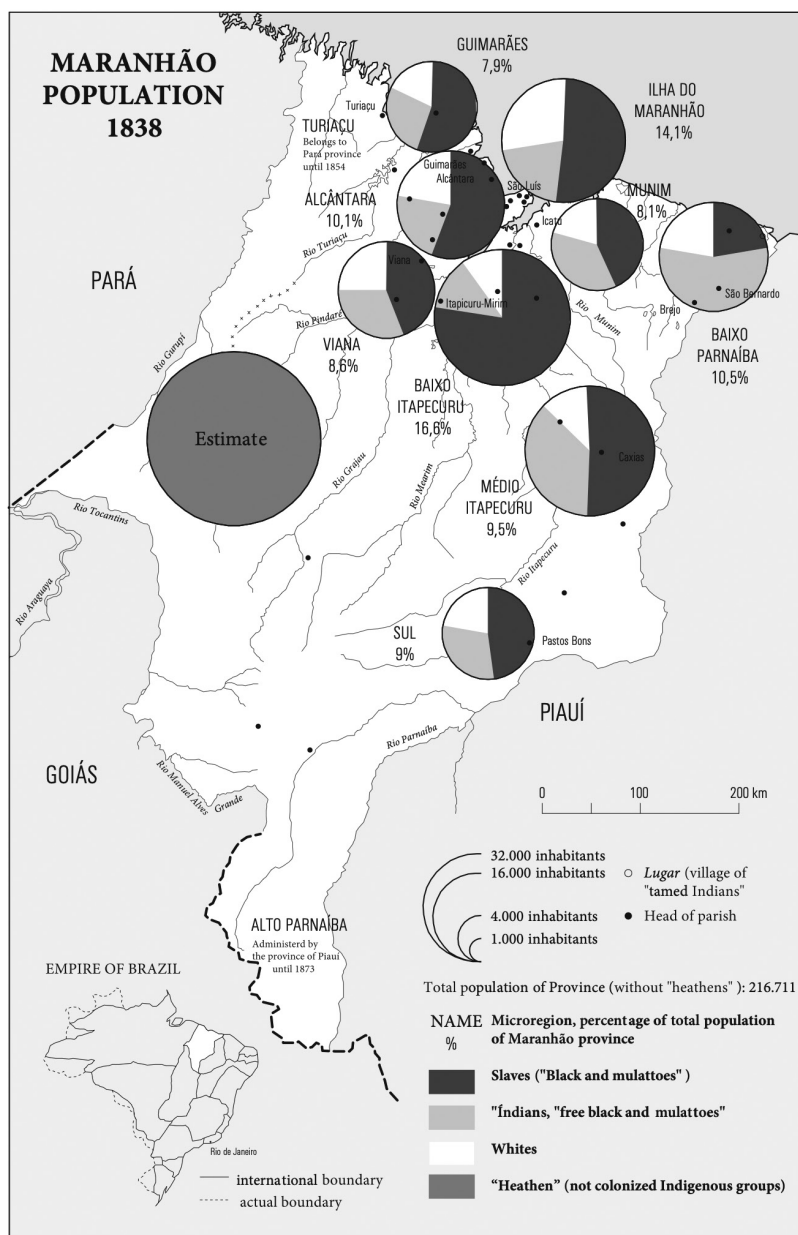 MARANHÃO
POPULATION
1838
GUIMARÃES
7,9%
ILHA DO
MARANHÃO
14,1%
Turiaçu
TURIAÇU
Belongs to
Pará province
until 1854
Guimarães
Alcântara
São Luís
ALCÂNTARA
10,1%
MUNIM
8,1%
Icatu
Rio Turiaçu
PARÁ
Viana
Itapicuru-Mirim
São Bernardo
Brejo
Rio Munim
Rio Pindaré
Rio Gurupí
VIANA
8,6%
BAIXO
PARNAÍBA
10,5%
BAIXO
ITAPECURU
16,6%
Estimate
Caxias
Rio Grajau
Rio Mearim
MÉDIO
ITAPECURU
9,5%
Rio Tocantins
Rio Araguaya
Rio Itapecuru
SUL
9%
Pastos Bons
PIAUÍ
Rio Parnaíba
GOIÁS
Rio Manuel Alves
Grande
0
200 km
32.000 inhabitants
16.000 inhabitants
4.000 inhabitants
1.000 inhabitants
Lugar (village of
"tamed Indians"
Head of parish
ALTO PARNAÍBA
Administerd by
the province of Piauí
until 1873
EMPIRE OF BRAZIL
Rio de Janeiro
international boundary
actual boundary
Total population of Province (without "heathens" ): 216.711
NAME
%
Microregion, percentage of total population
of Maranhão province
Slaves ("Black and mulattoes" )
"Índians, "free black and mulattoes"
Whites
“Heathen” (not colonized Indigenous groups)